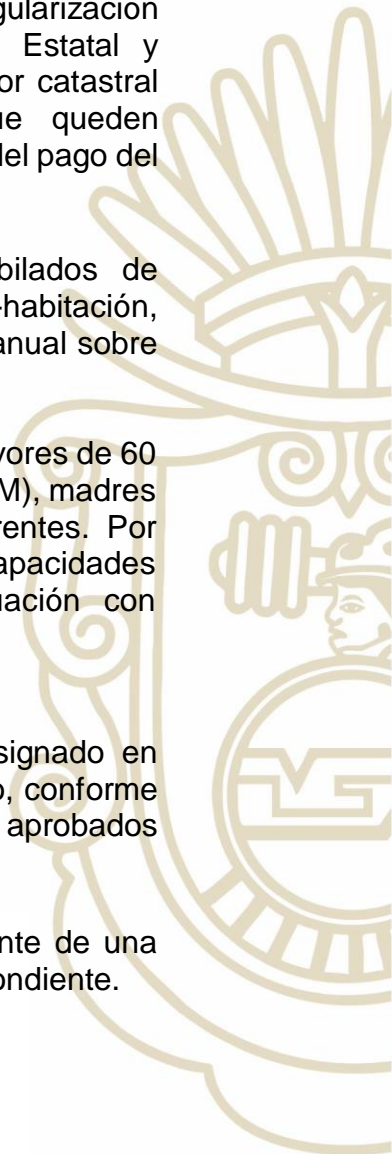 gularización
Estatal y
or catastral
ue queden
del pago del
bilados de
-habitación,
anual sobre
yores de 60
M), madres
rentes. Por
apacidades
uación con
signado en
o, conforme
aprobados
nte de una
ondiente.